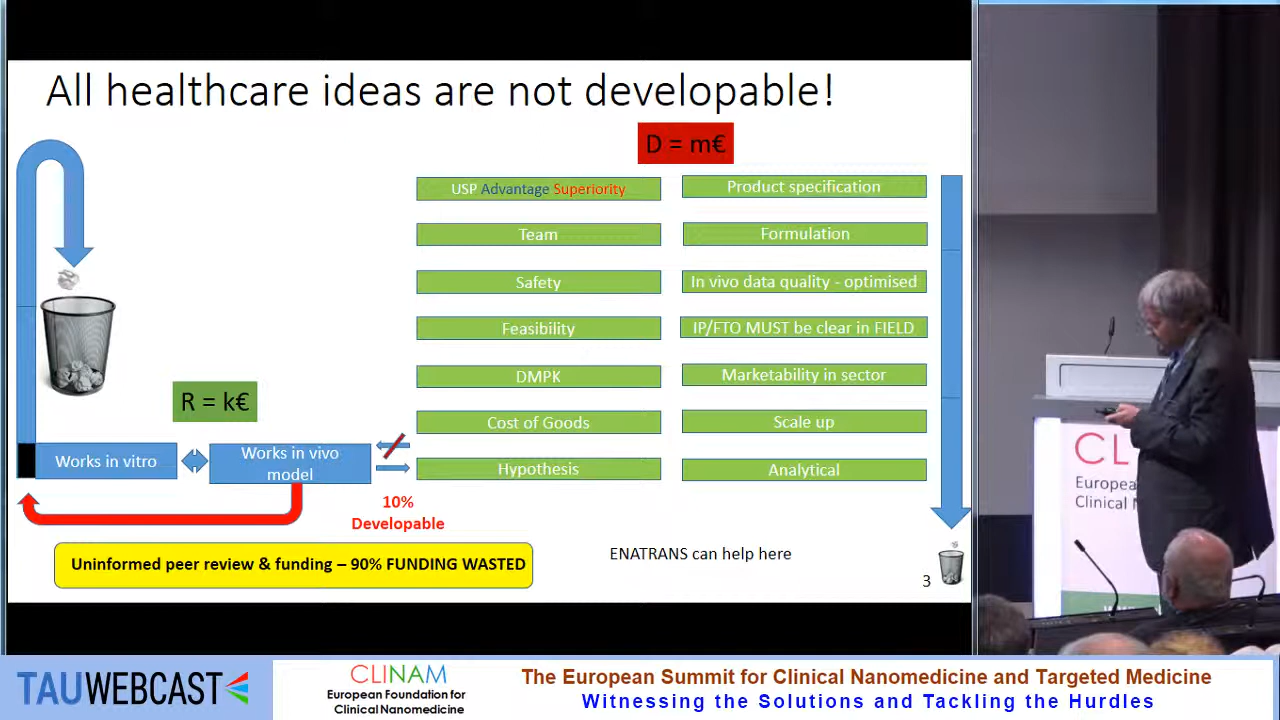 All healthcare ideas are not developable!
D = m€
USP Advantage Superiority
Product specification
Team
Formulation
Safety
In vivo data quality - optimised
Feasibility
IP/FTO MUST be clear in FIELD
DMPK
Marketability in sector
R = k€
Cost of Goods
Scale up
Works in vitro
Works in vivo
model
Hypothesis
Analytical
10%
Developable
Uninformed peer review & funding – 90% FUNDING WASTED
ENATRANS can help here
3
European
Clinical
TAUWEBCAST
CLINAM
European Foundation for
Clinical Nanomedicine
The European Summit for Clinical Nanomedicine and Targeted Medicine
Witnessing the Solutions and Tackling the Hurdles